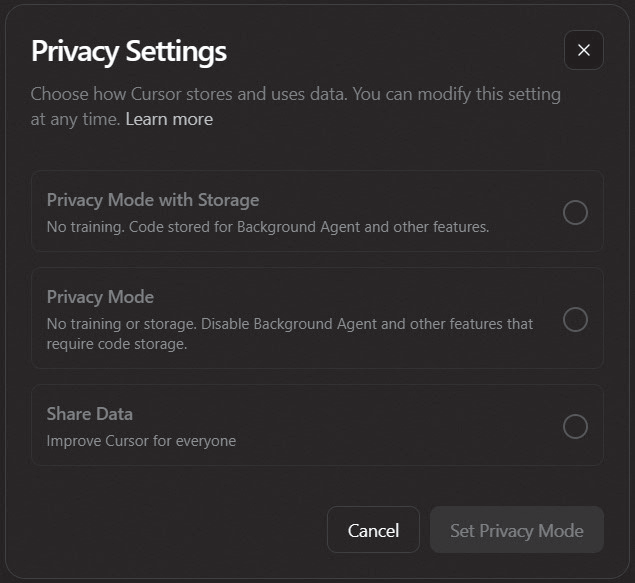 Privacy Settings
Choose how Cursor stores and uses data. You can modify this setting
at any time. Learn more
Privacy Mode with Storage
No training. Code stored for Background Agent and other features.
Privacy Mode
No training or storage. Disable Background Agent and other features that
require code storage.
Share Data
Improve Cursor for everyone
Cancel
Set Privacy Mode